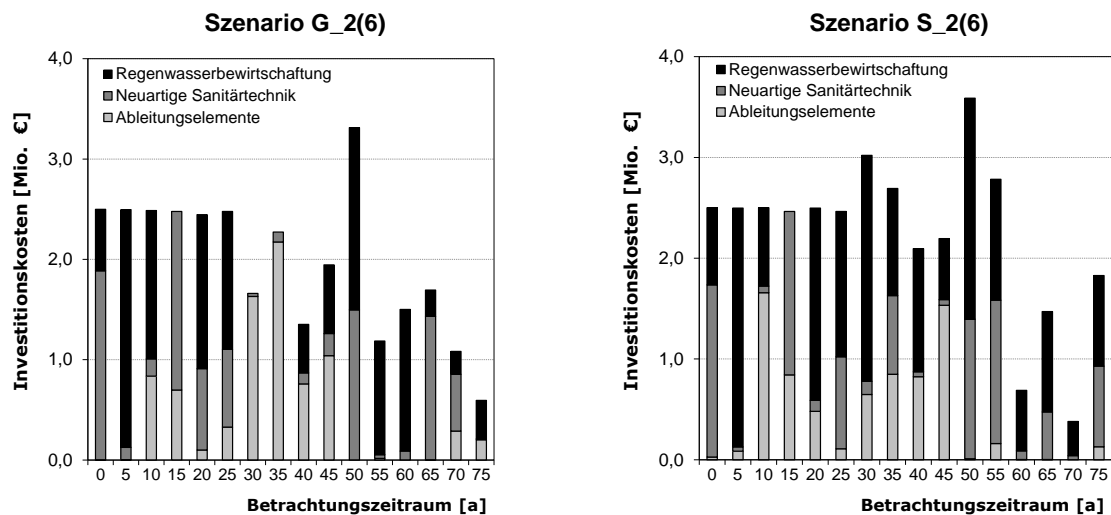 Szenario G_2(6)
4,0
3,0
2,0
1,0
0,0
Investitionskosten [Mio. €]
Regenwasserbewirtschaftung
Neuartige Sanitärtechnik
Ableitungselemente
0 5 10 15 20 25 30 35 40 45 50 55 60 65 70 75
Betrachtungszeitraum [a]
Szenario S_2(6)
4,0
3,0
2,0
1,0
0,0
Investitionskosten [Mio. €]
Regenwasserbewirtschaftung
Neuartige Sanitärtechnik
Ableitungselemente
0 5 10 15 20 25 30 35 40 45 50 55 60 65 70 75
Betrachtungszeitraum [a]